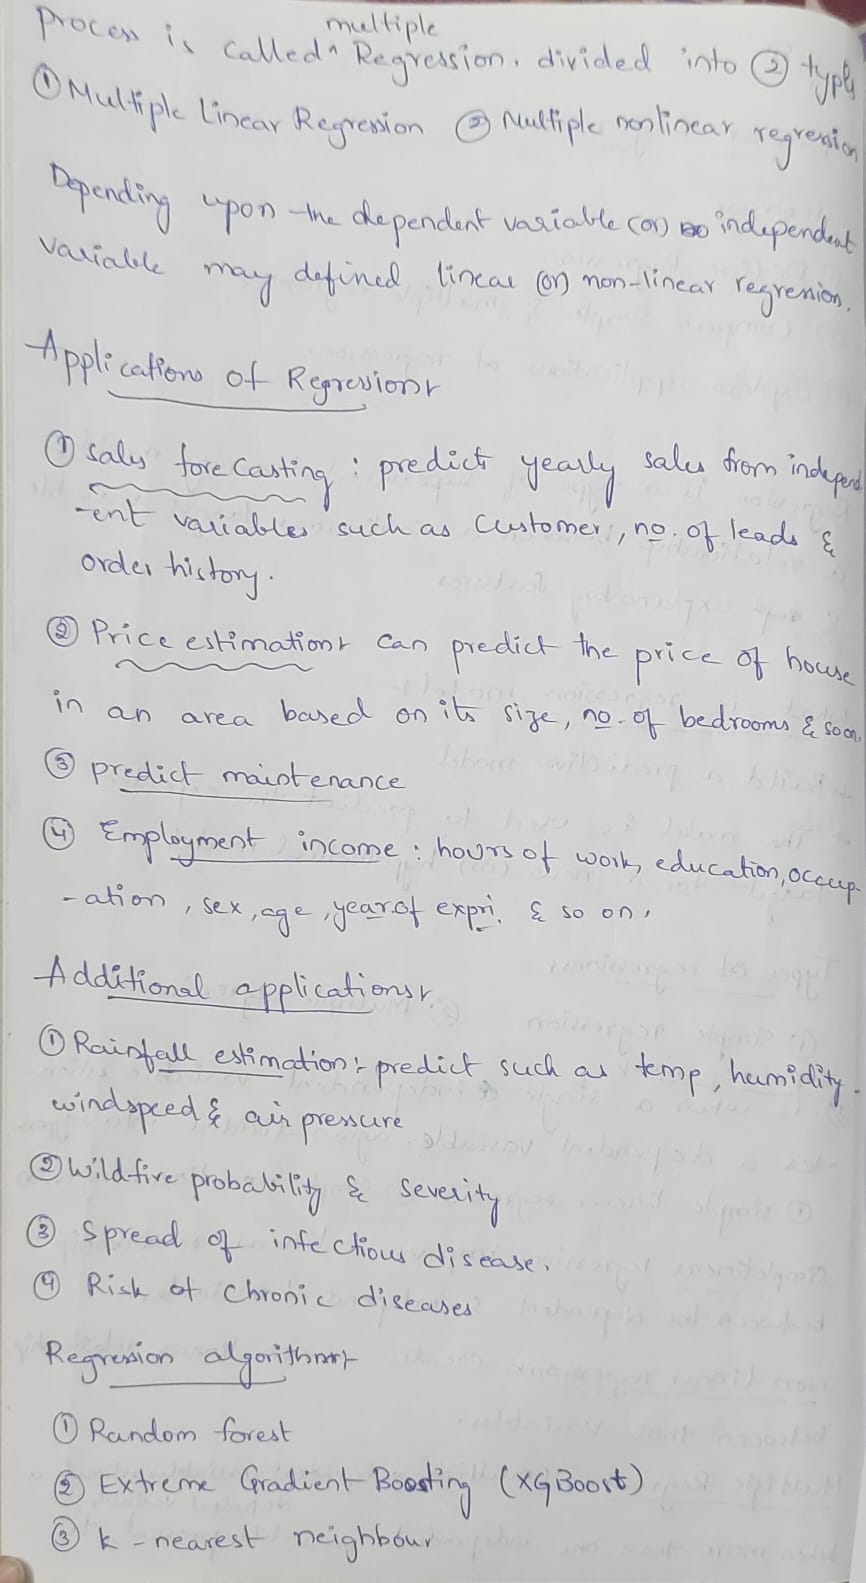 process is called ^ multiple Regression. divided into ② types
① Multiple Linear Regression ② Multiple nonlinear regression
Depending upon the dependent variable (or) independent
variable may defined linear (or) non-linear regression.
Applications of Regression:-
① Sales fore Casting : predict yearly sales from independ
-ent variables such as Customer, no. of leads &
order history.
② Price estimation:- can predict the price of house
in an area based on its size, no. of bedrooms & so on.
③ predict maintenance
④ Employment income : hours of work, education, occup
-ation, sex, age, year of expri. & so on.
Additional applications:-
① Rainfall estimation:- predict such as temp, humidity.
windspeed & air pressure
② Wildfire probability & severity
③ Spread of infectious disease.
④ Risk of chronic diseases
Regression algorithms:-
① Random forest
② Extreme Gradient Boosting (XGBoost)
③ k - nearest neighbour